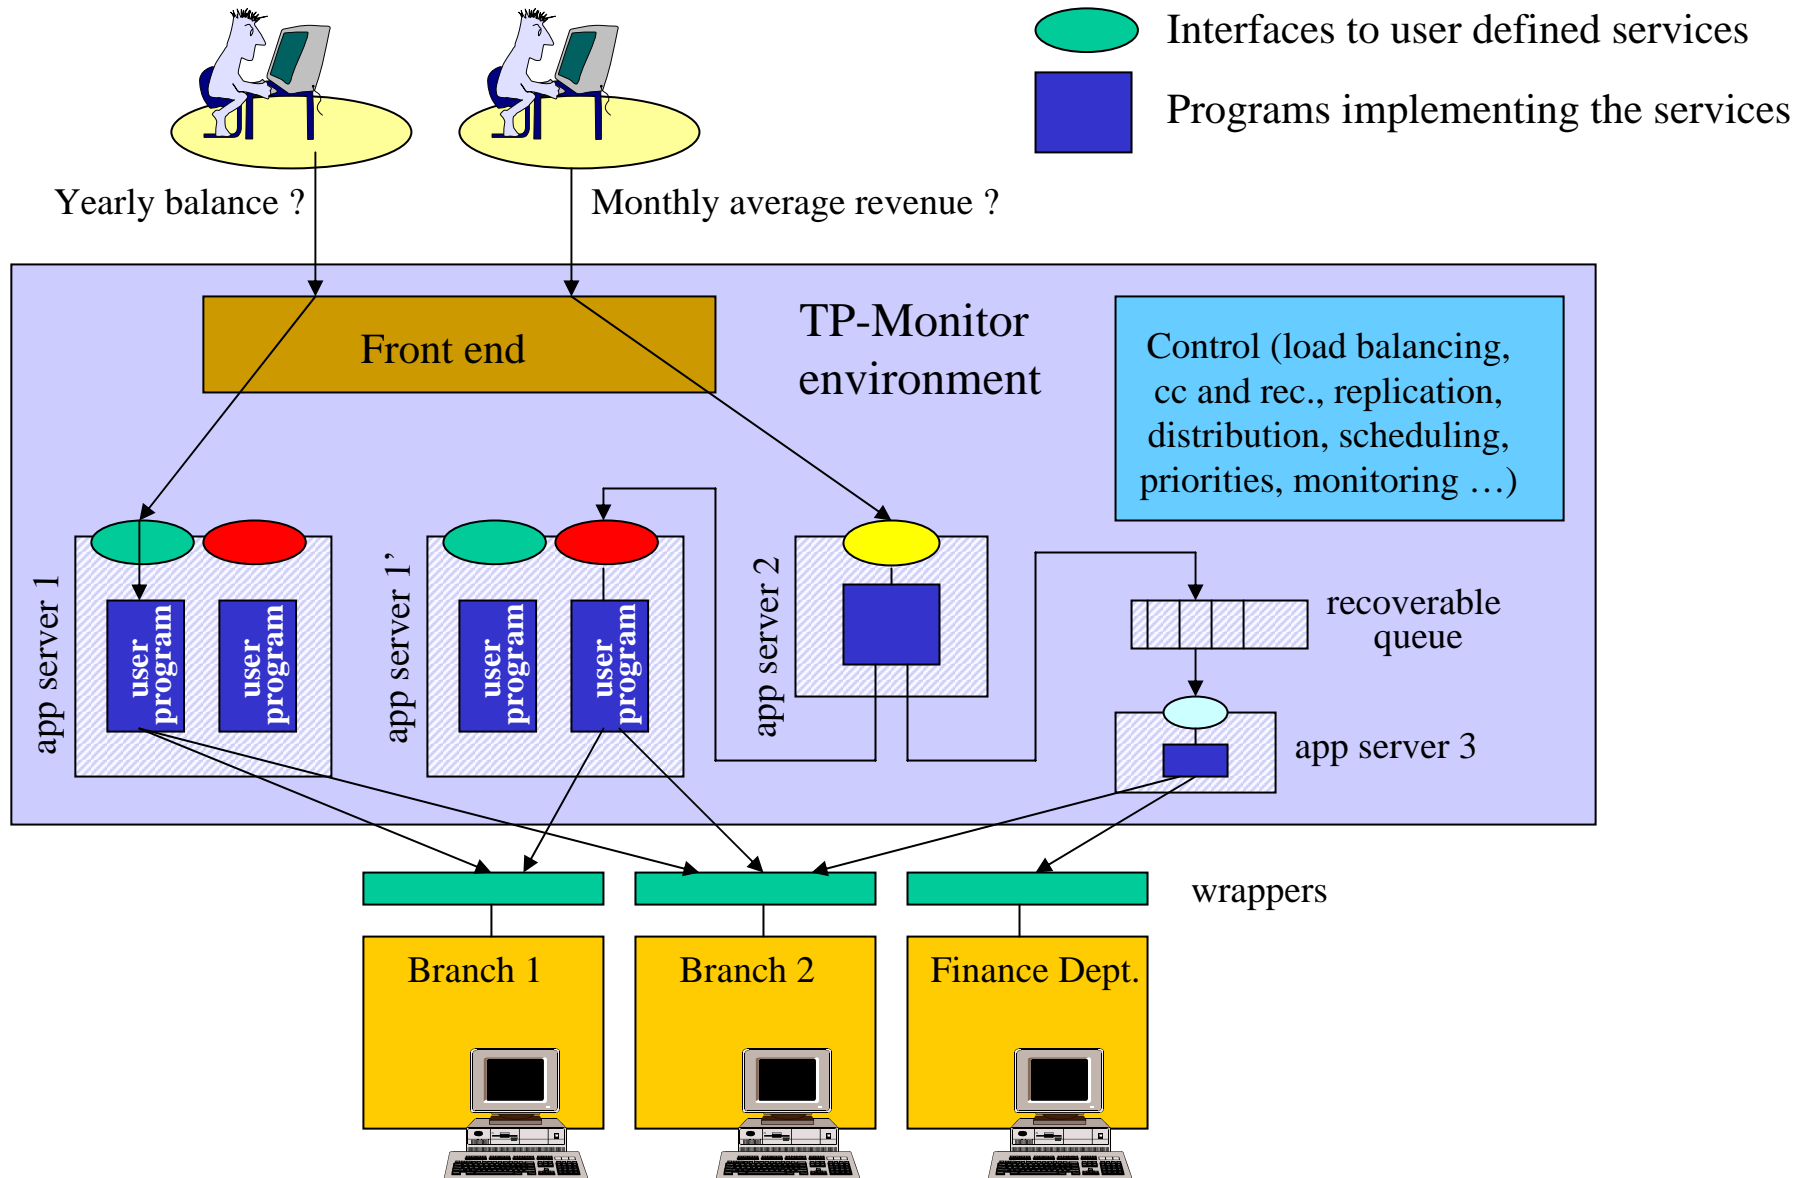 Interfaces to user defined services
Programs implementing the services
Yearly balance ?
Monthly average revenue ?
Front end
TP-Monitor
environment
Control (load balancing,
cc and rec., replication,
distribution, scheduling,
priorities, monitoring …)
app server 1
user
program
user
program
app server 1’
user
program
user
program
app server 2
recoverable
queue
app server 3
wrappers
Branch 1
Branch 2
Finance Dept.